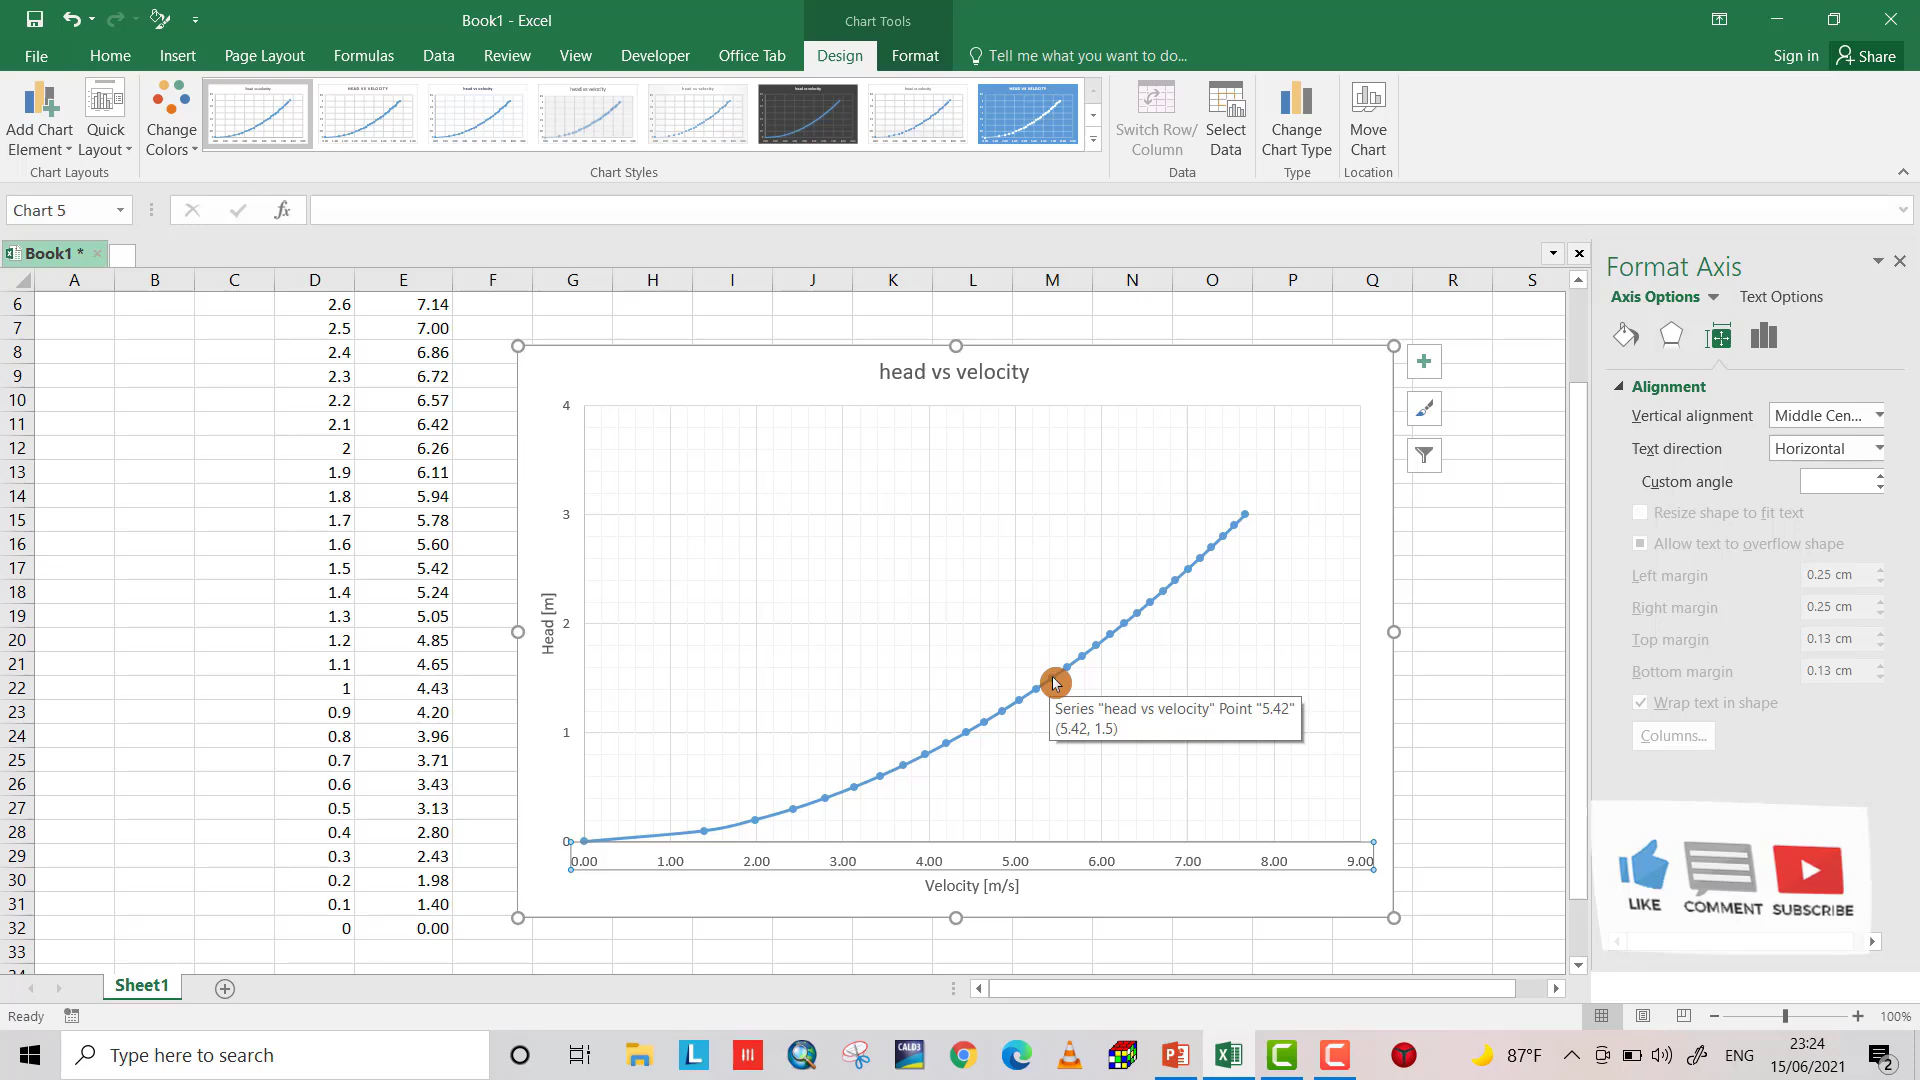 Book1 - Excel
Chart Tools
File
Home
Insert
Page Layout
Formulas
Data
Review
View
Developer
Office Tab
Design
Format
Tell me what you want to do...
Sign in
Share
Add Chart Element
Quick Layout
Change Colors
Switch Row/ Column
Select Data
Change Chart Type
Move Chart
Chart Layouts
Chart Styles
Data
Type
Location
Chart 5
fx
Book1 *
A B C D E F G H I J K L M N O P Q R S
6 2.6 7.14
7 2.5 7.00
8 2.4 6.86
9 2.3 6.72
10 2.2 6.57
11 2.1 6.42
12 2 6.26
13 1.9 6.11
14 1.8 5.94
15 1.7 5.78
16 1.6 5.60
17 1.5 5.42
18 1.4 5.24
19 1.3 5.05
20 1.2 4.85
21 1.1 4.65
22 1 4.43
23 0.9 4.20
24 0.8 3.96
25 0.7 3.71
26 0.6 3.43
27 0.5 3.13
28 0.4 2.80
29 0.3 2.43
30 0.2 1.98
31 0.1 1.40
32 0 0.00
33
head vs velocity
4
3
2
1
0
Head [m]
0.00 1.00 2.00 3.00 4.00 5.00 6.00 7.00 8.00 9.00
Velocity [m/s]
Series "head vs velocity" Point "5.42"
(5.42, 1.5)
Format Axis
Axis Options
Text Options
Alignment
Vertical alignment Middle Cen...
Text direction Horizontal
Custom angle
Resize shape to fit text
Allow text to overflow shape
Left margin 0.25 cm
Right margin 0.25 cm
Top margin 0.13 cm
Bottom margin 0.13 cm
Wrap text in shape
Columns...
LIKE
COMMENT
SUBSCRIBE
Sheet1
Ready
100%
Type here to search
CALD3
87°F
ENG
23:24
15/06/2021
2